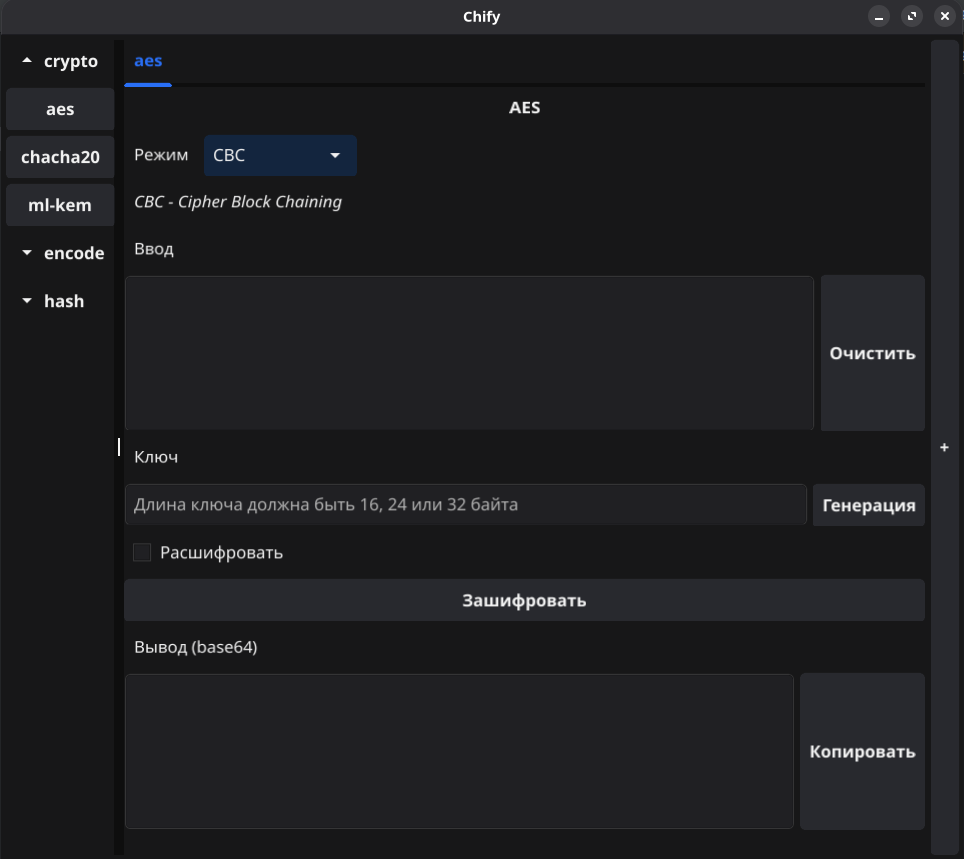 Chify
crypto
aes
chacha20
ml-kem
encode
hash
aes
AES
Режим CBC
CBC - Cipher Block Chaining
Ввод
Очистить
Ключ
Длина ключа должна быть 16, 24 или 32 байта Генерация
Расшифровать
Зашифровать
Вывод (base64)
Копировать
+